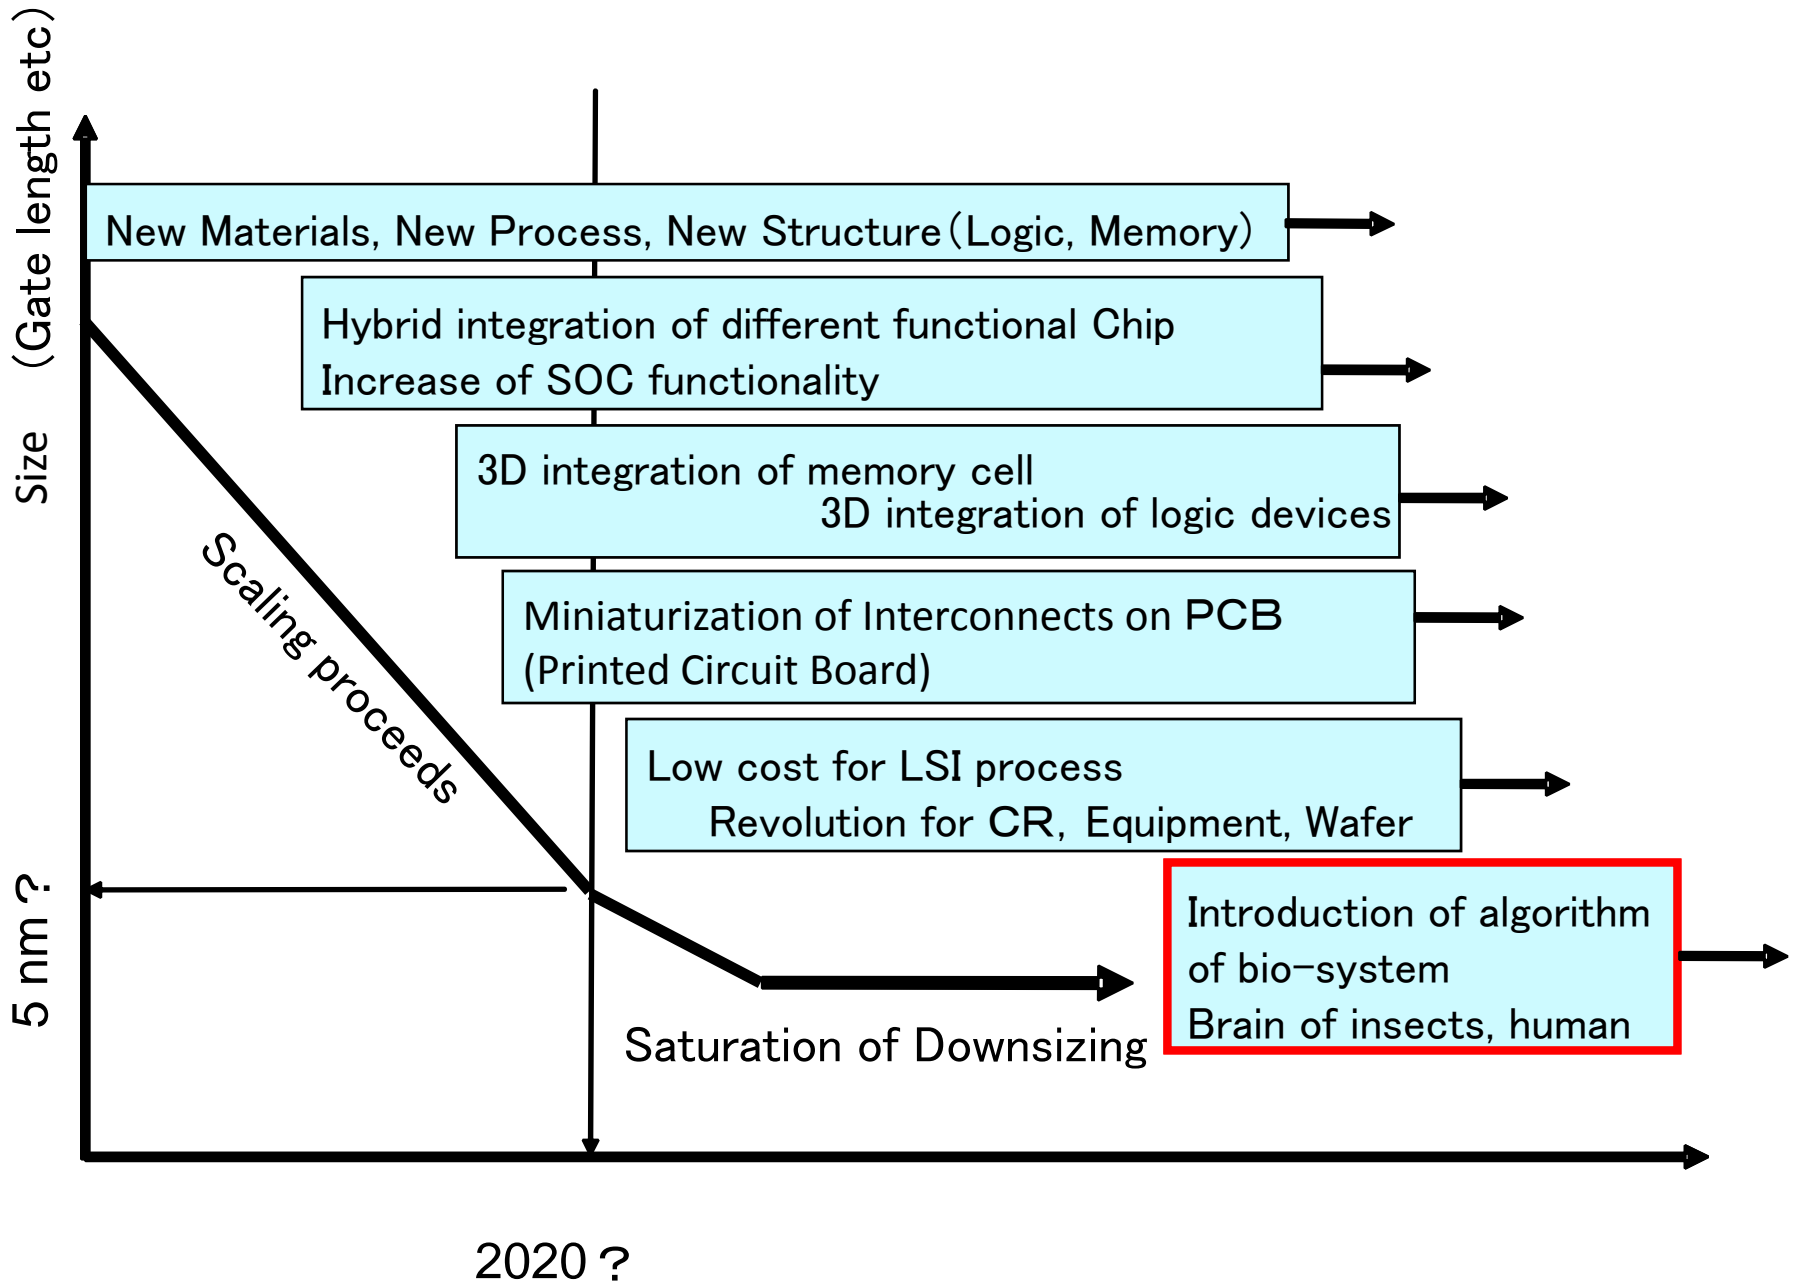 Size (Gate length etc)
New Materials, New Process, New Structure(Logic, Memory)
Hybrid integration of different functional Chip
Increase of SOC functionality
3D integration of memory cell
3D integration of logic devices
Scaling proceeds
Miniaturization of Interconnects on PCB
(Printed Circuit Board)
Low cost for LSI process
Revolution for CR, Equipment, Wafer
5 nm?
Introduction of algorithm
of bio-system
Brain of insects, human
Saturation of Downsizing
2020?